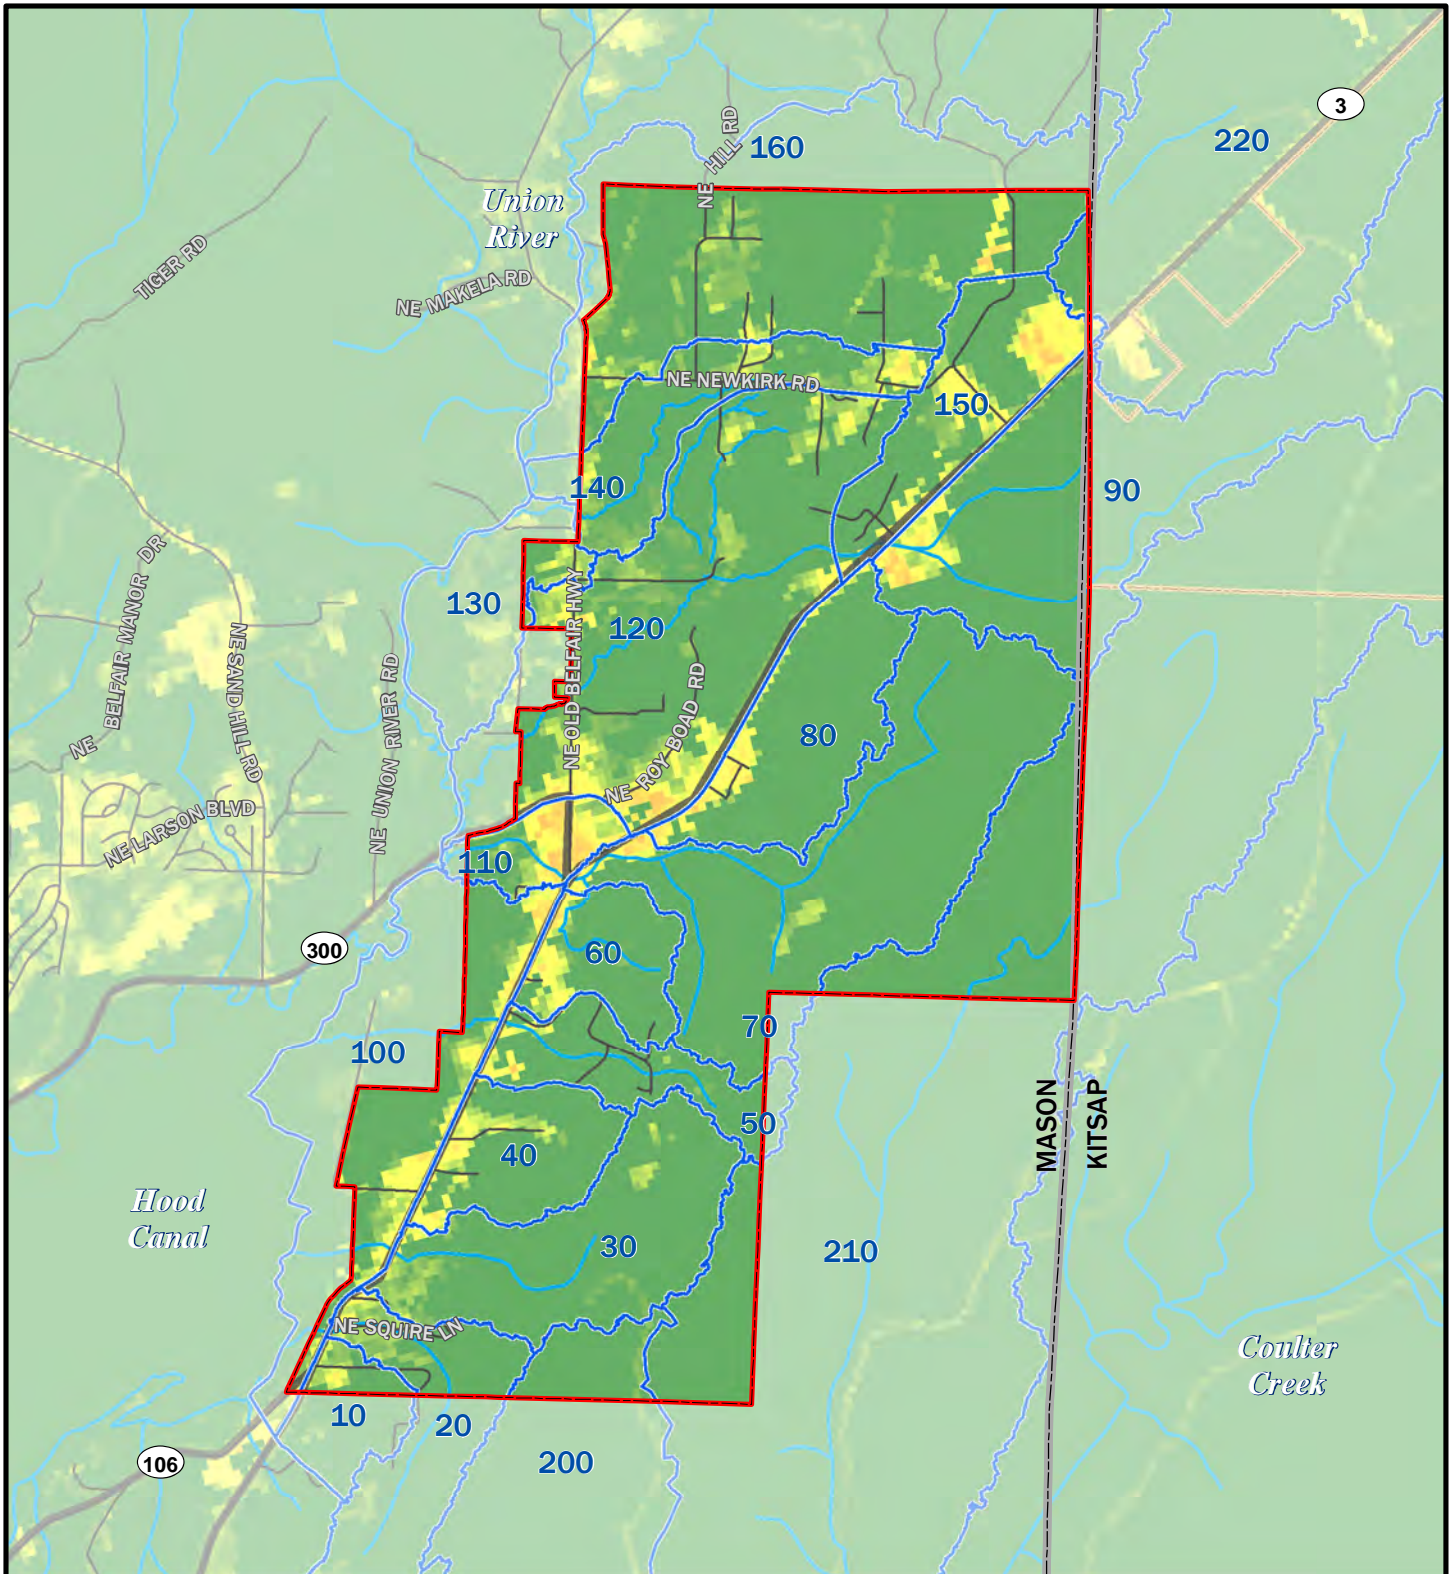 3
220
160
NE HILL RD
Union
River
TIGER RD
NE MAKELA RD
NE NEWKIRK RD
150
140
90
NE BELFAIR MANOR DR
130
NE OLD BELFAIR HWY
120
NE SAND HILL RD
NE UNION RIVER RD
NE ROY BOAD RD
80
NE LARSON BLVD
110
300
60
70
100
MASON
KITSAP
50
40
Hood
Canal
30
210
NE SQUIRE LN
Coulter
Creek
10
20
200
106